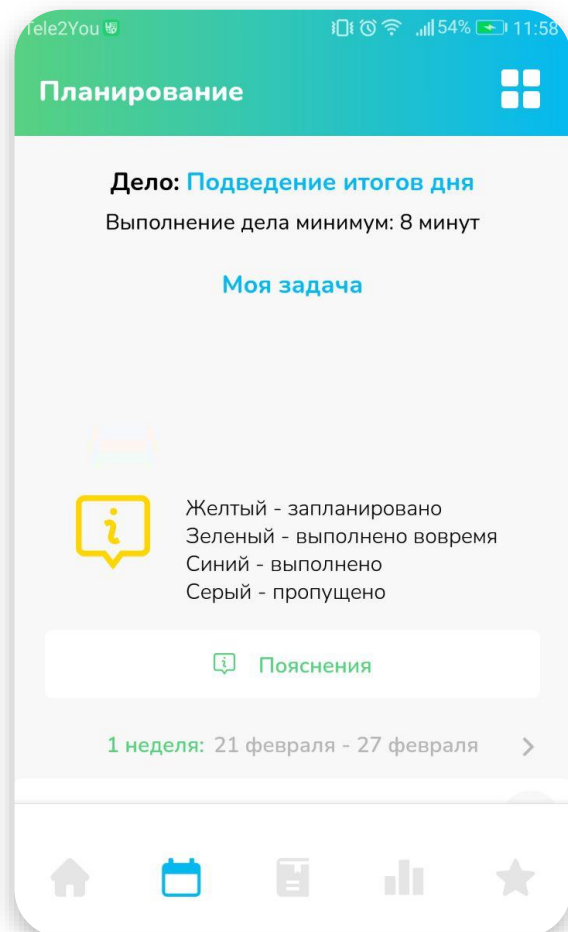 Tele2You
54% 11:58
Планирование
Дело: Подведение итогов дня
Выполнение дела минимум: 8 минут
Моя задача
Желтый - запланировано
Зеленый - выполнено вовремя
Синий - выполнено
Серый - пропущено
Пояснения
1 неделя: 21 февраля - 27 февраля